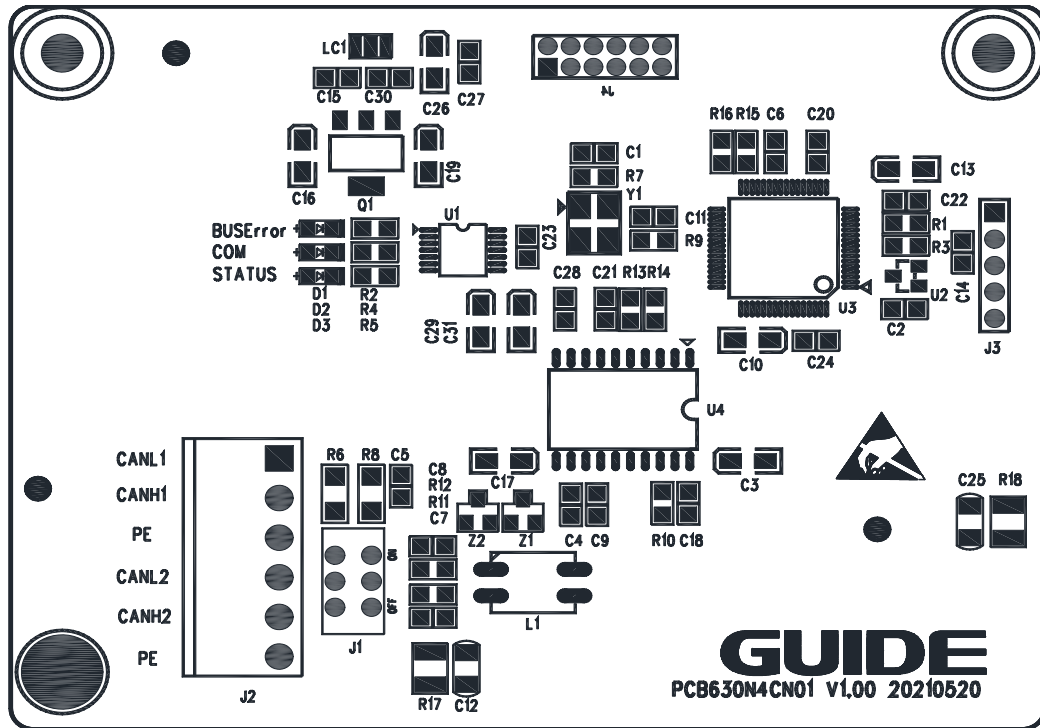 LC1
C15 C30
C26
C27
R16 R15 C6 C20
C1
R7
Y1
C13
C16
Q1
C19
BUSError
COM
STATUS
U1
C23
C11
R9
C22
R1
R3
C14
D1 R2
D2 R4
D3 R5
C28 C21 R13 R14
U3
U2
C2
J3
C29 C31
C10
C24
U4
CANL1
CANH1
PE
CANL2
CANH2
PE
R6 R8 C5
C8
R12
R11
C7
C17
C3
Z2 Z1
C4 C9
R10 C18
C25 R18
ON
OFF
L1
J1
J2
R17 C12
GUIDE
PCB630N4CN01 V1.00 20210520